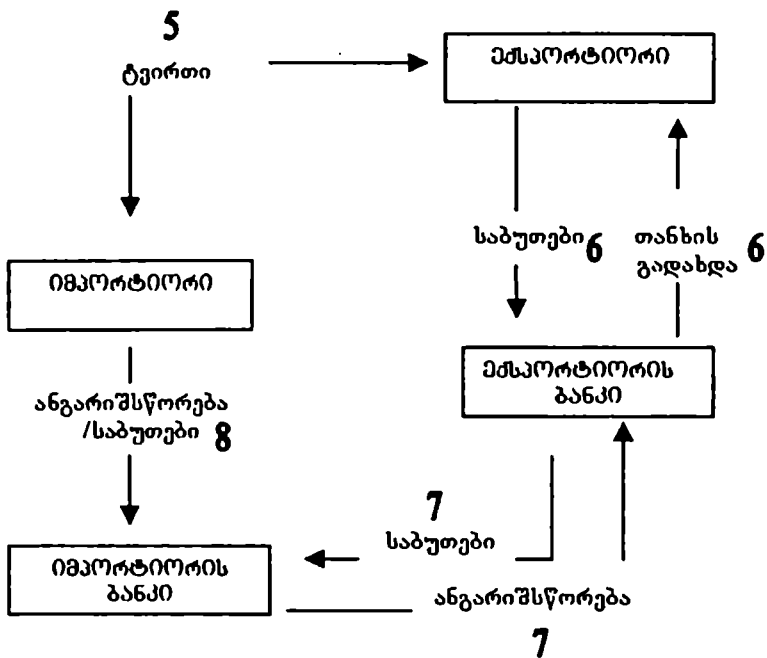 5
ტვირთი
ექსპორტიორი
საბუთები 6
თანხის
გადახდა 6
იმპორტიორი
ექსპორტიორის
ბანკი
ანგარიშსწორება
/საბუთები 8
7
საბუთები
იმპორტიორის
ბანკი
ანგარიშსწორება
7